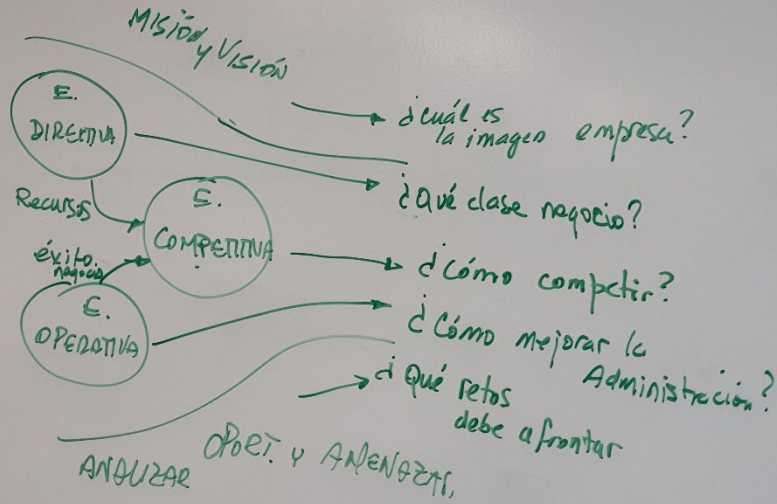 MISIÓN y VISIÓN
¿cuál es
la imagen empresa?
E.
DIRECTIVA
¿Qué clase negocio?
Recursos
E.
COMPETITIVA
¿Cómo competir?
éxito
negocio
E.
OPERATIVA
¿Cómo mejorar la
Administración?
¿Qué retos
debe afrontar
ANALIZAR OPORT. y AMENAZAS,